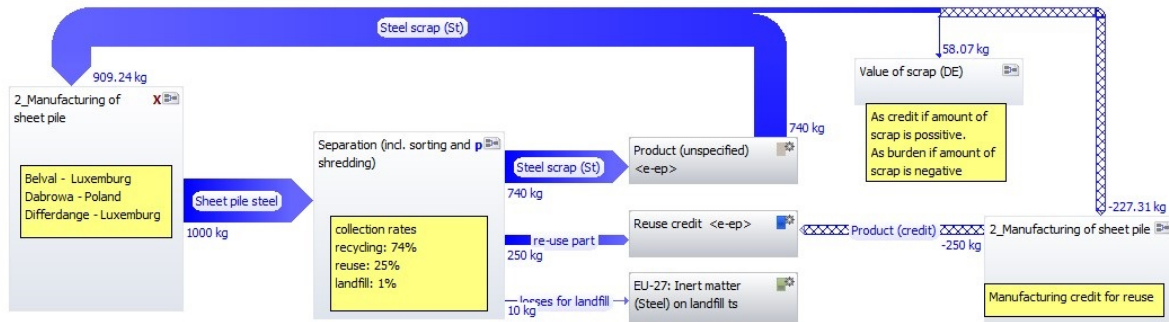 Steel scrap (St)
909.24 kg
2_Manufacturing of
sheet pile
X
Belval - Luxemburg
Dabrowa - Poland
Differdange - Luxemburg
Sheet pile steel
1000 kg
Separation (incl. sorting and
shredding)
p
collection rates
recycling: 74%
reuse: 25%
landfill: 1%
Steel scrap (St)
740 kg
re-use part
250 kg
losses for landfill
10 kg
Product (unspecified)
<e-ep>
740 kg
Reuse credit <e-ep>
EU-27: Inert matter
(Steel) on landfill ts
58.07 kg
Value of scrap (DE)
As credit if amount of
scrap is possitive.
As burden if amount of
scrap is negative
-227.31 kg
Product (credit)
-250 kg
2_Manufacturing of sheet pile
Manufacturing credit for reuse